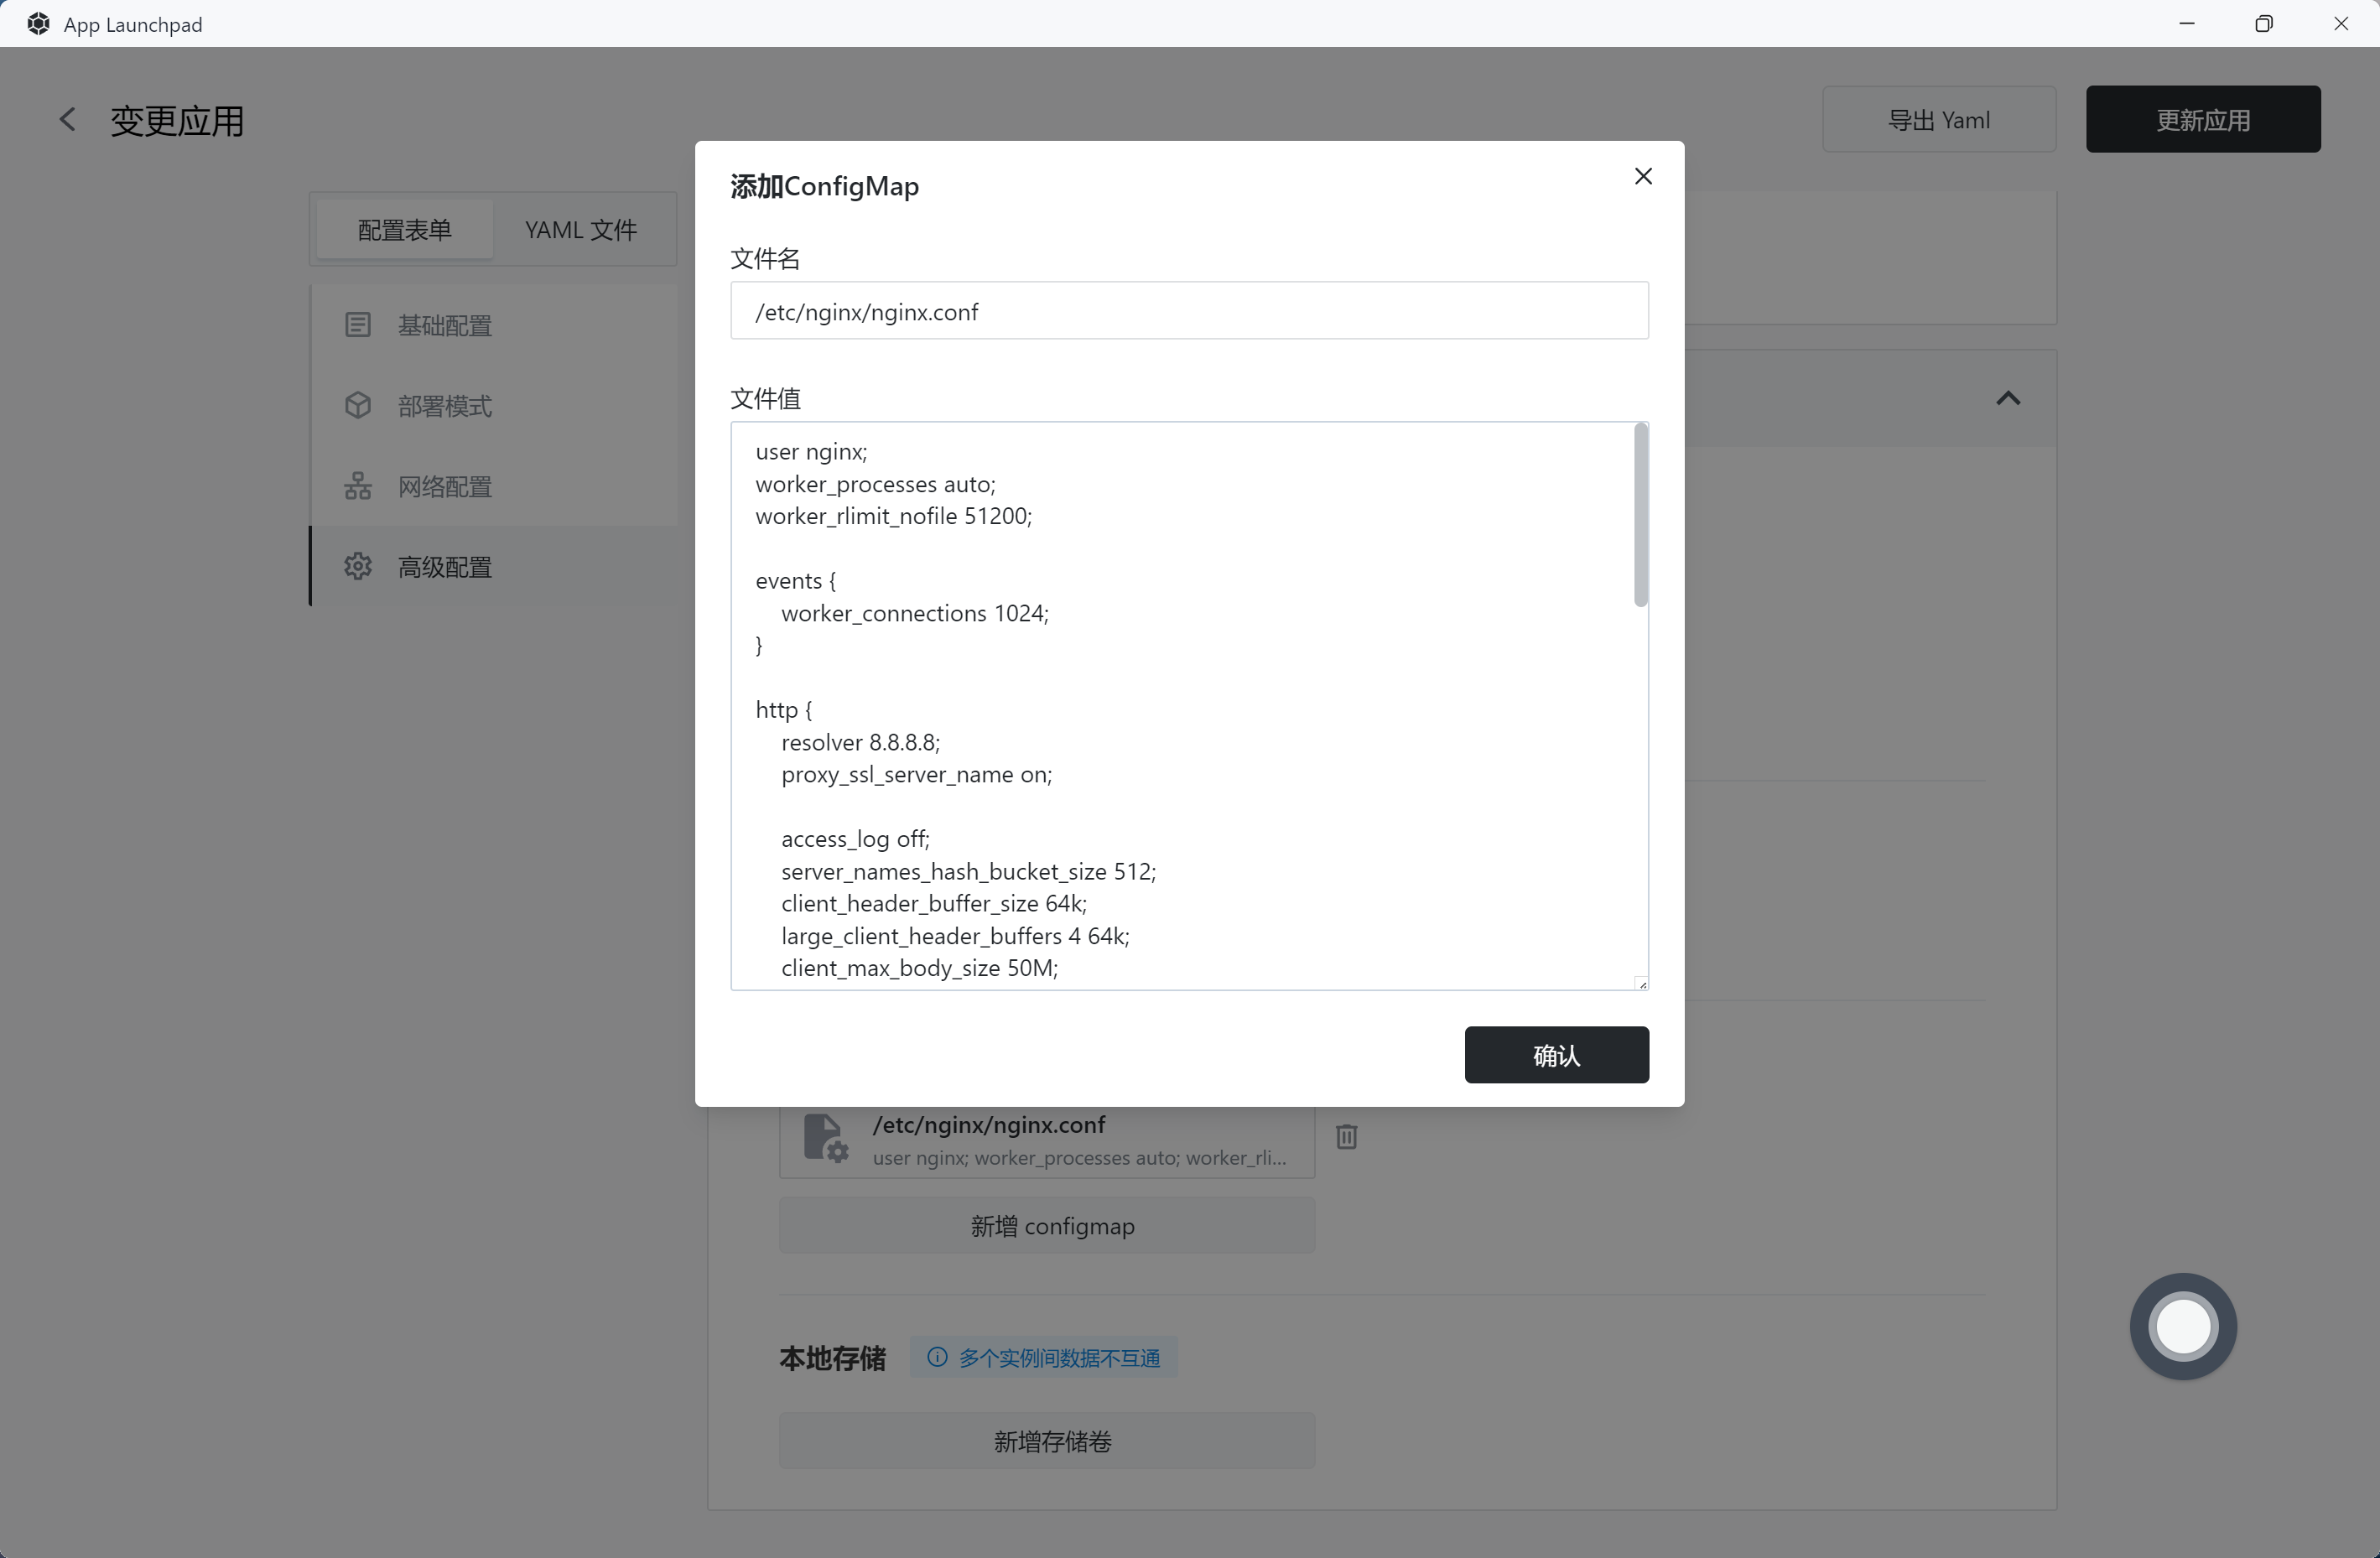 App Launchpad
变更应用
导出 Yaml
更新应用
配置表单
YAML 文件
基础配置
部署模式
网络配置
高级配置
添加ConfigMap
文件名
/etc/nginx/nginx.conf
文件值
user nginx;
worker_processes auto;
worker_rlimit_nofile 51200;
events {
worker_connections 1024;
}
http {
resolver 8.8.8.8;
proxy_ssl_server_name on;
access_log off;
server_names_hash_bucket_size 512;
client_header_buffer_size 64k;
large_client_header_buffers 4 64k;
client_max_body_size 50M;
确认
/etc/nginx/nginx.conf
user nginx; worker_processes auto; worker_rli...
新增 configmap
本地存储
多个实例间数据不互通
新增存储卷